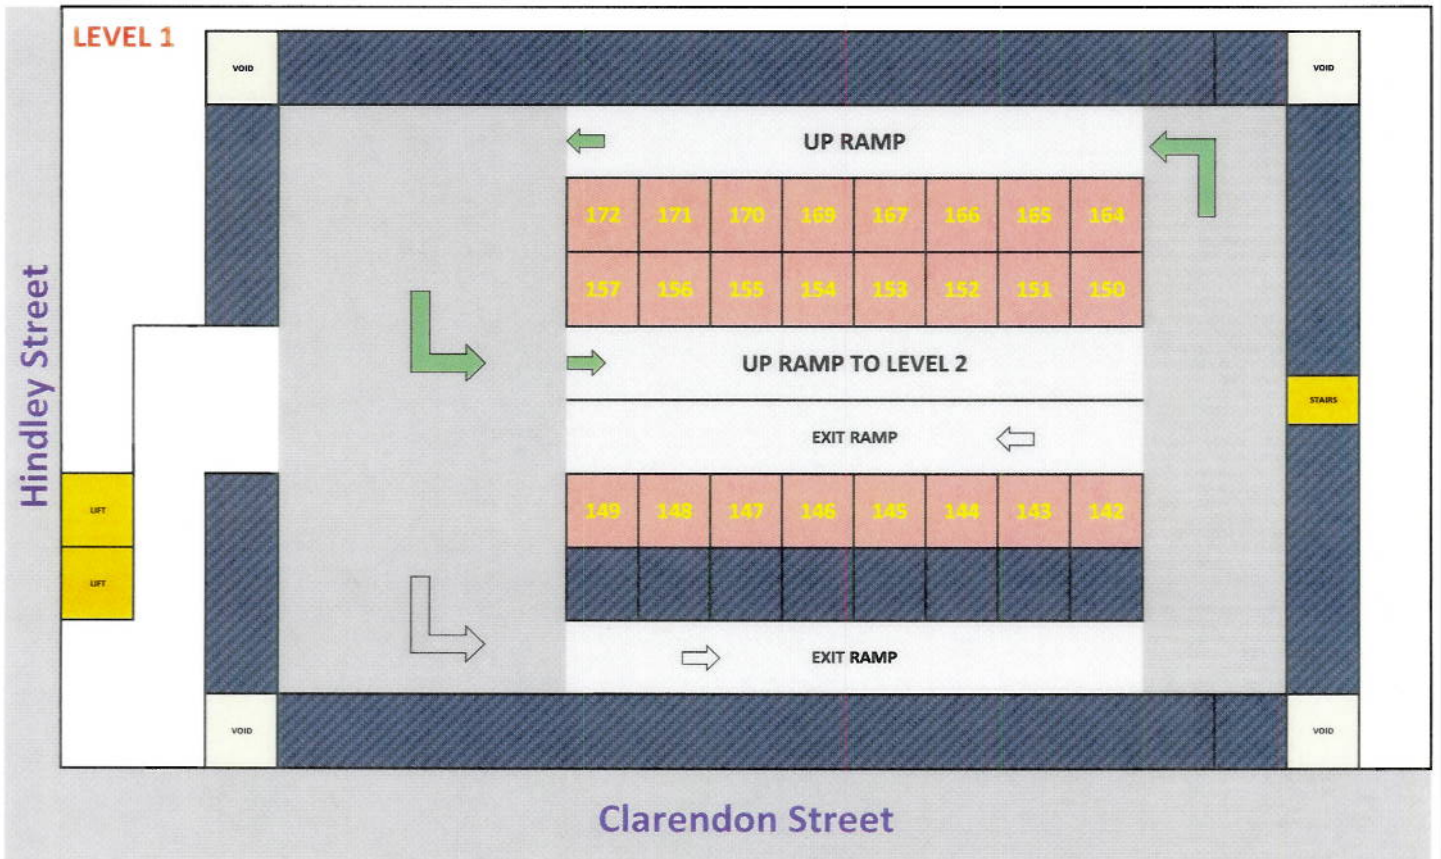 LEVEL 1
VOID
VOID
UP RAMP
172 171 170 169 167 166 165 164
157 156 155 154 153 152 151 150
Hindley Street
UP RAMP TO LEVEL 2
STAIRS
EXIT RAMP
149 148 147 146 145 144 143 142
LIFT
LIFT
EXIT RAMP
VOID
VOID
Clarendon Street